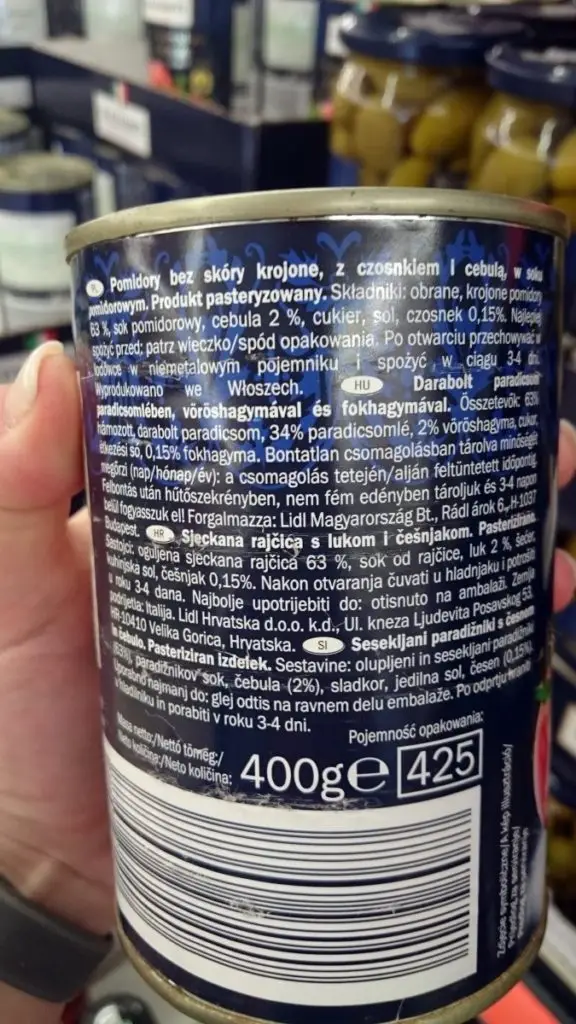 PL Pomidory bez skóry krojone, z czosnkiem i cebulą, w soku
pomidorowym. Produkt pasteryzowany. Składniki: obrane, krojone pomidory
63 %, sok pomidorowy, cebula 2 %, cukier, sól, czosnek 0,15%. Najlepiej
spożyć przed: patrz wieczko/spód opakowania. Po otwarciu przechowywać w
lodówce w niemetalowym pojemniku i spożyć w ciągu 3-4 dni.
Wyprodukowano we Włoszech. HU Darabolt paradicsom
paradicsomlében, vöröshagymával és fokhagymával. Összetevők: 63%
hámozott, darabolt paradicsom, 34% paradicsomlé, 2% vöröshagyma, cukor,
étkezési só, 0,15% fokhagyma. Bontatlan csomagolásban tárolva minőségét
megőrzi (nap/hónap/év): a csomagolás tetején/alján feltüntetett időpontig.
Felbontás után hűtőszekrényben, nem fém edényben tároljuk és 3-4 napon
belül fogyasszuk el! Forgalmazza: Lidl Magyarország Bt., Rádl árok 6., H-1037
Budapest. HR Sjeckana rajčica s lukom i češnjakom. Pasterizirano.
Sastojci: oguljena sjeckana rajčica 63 %, sok od rajčice, luk 2 %, šećer,
kuhinjska sol, češnjak 0,15%. Nakon otvaranja čuvati u hladnjaku i potrošiti
u roku 3-4 dana. Najbolje upotrijebiti do: otisnuto na ambalaži. Zemlja
podrijetla: Italija. Lidl Hrvatska d.o.o. k.d., Ul. kneza Ljudevita Posavskog 53,
HR-10410 Velika Gorica, Hrvatska. SI Sesekljani paradižniki s česnom
in čebulo. Pasteriziran izdelek. Sestavine: olupljeni in sesekljani paradižniki
(63%), paradižnikov sok, čebula (2%), sladkor, jedilna sol, česen (0,15%).
Uporabno najmanj do: glej odtis na ravnem delu embalaže. Po odprtju hraniti
v hladilniku in porabiti v roku 3-4 dni.
Masa netto:/Nettó tömeg:/
Neto količina:/Neto količina:
400g e
Pojemność opakowania:
425
Zdjęcie symboliczne/A kép illusztráció/